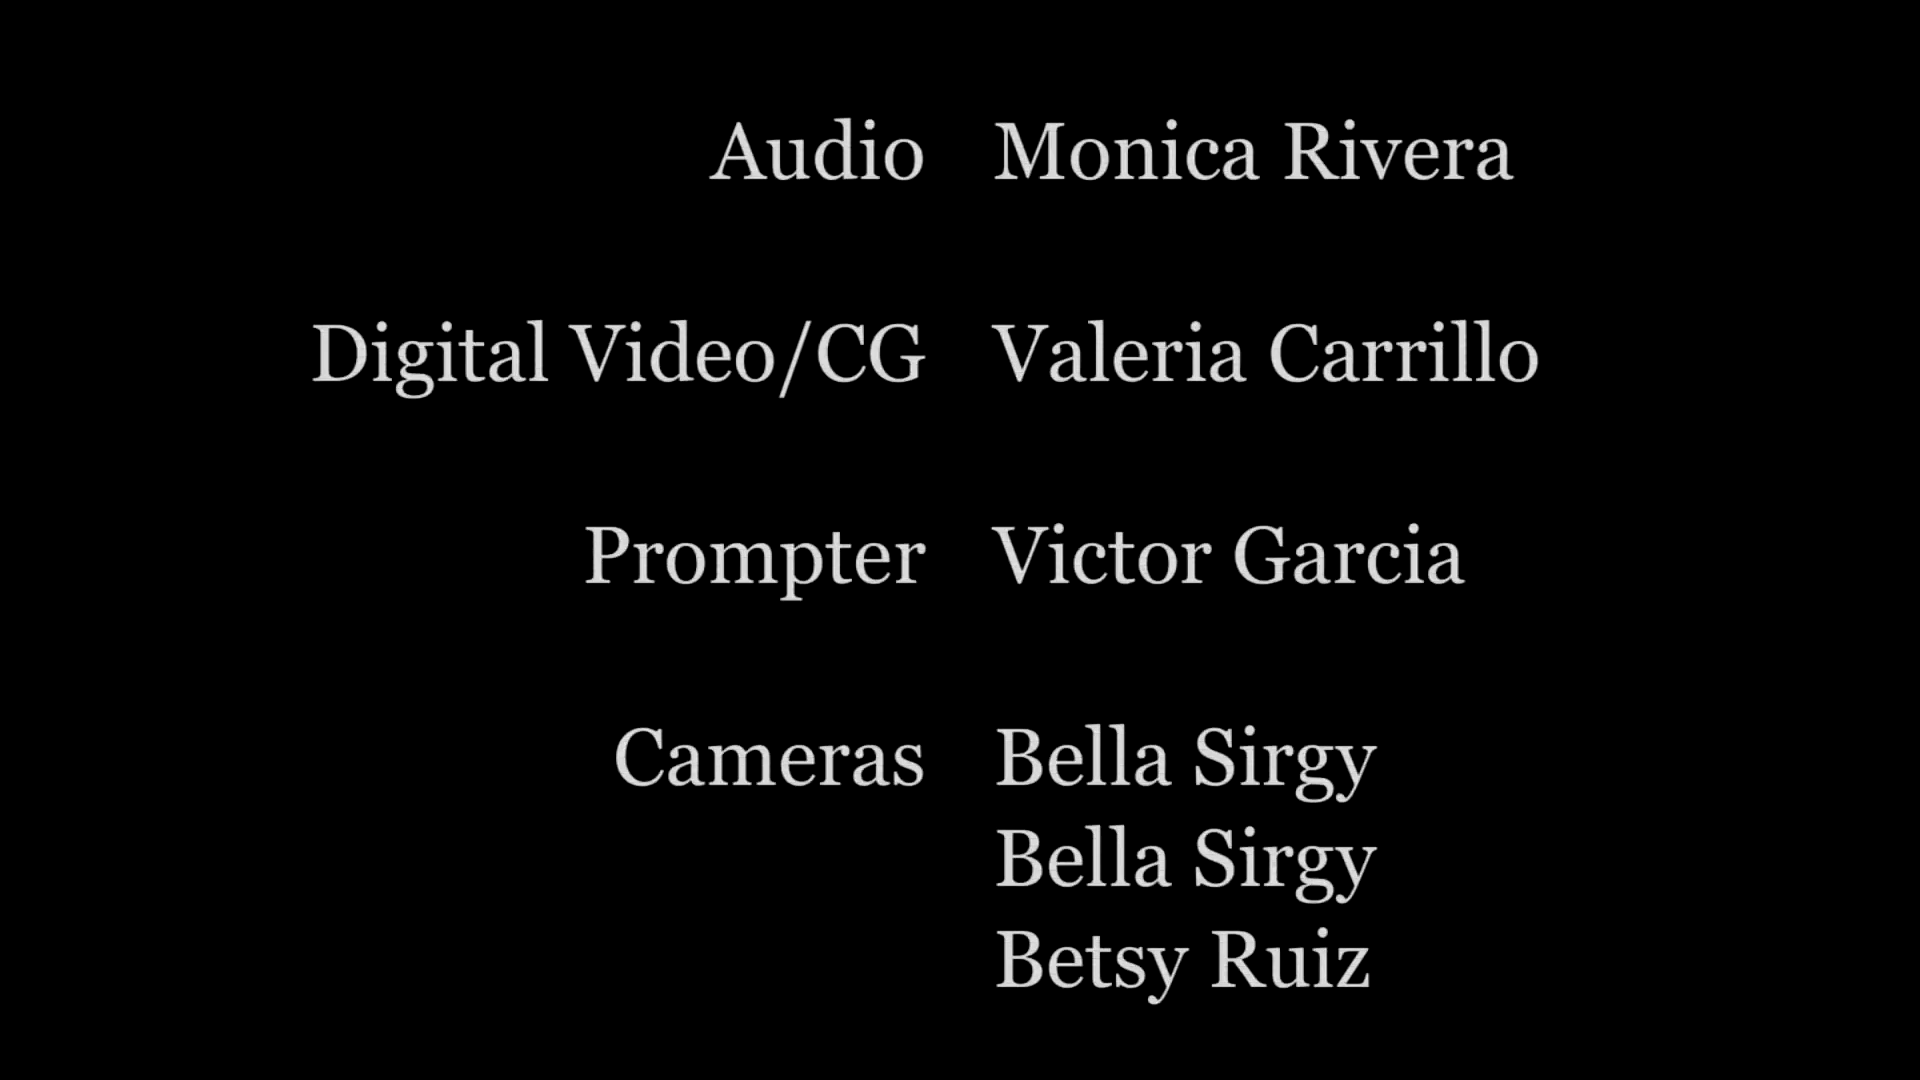 Audio Monica Rivera
Digital Video/CG Valeria Carrillo
Prompter Victor Garcia
Cameras Bella Sirgy
Bella Sirgy
Betsy Ruiz